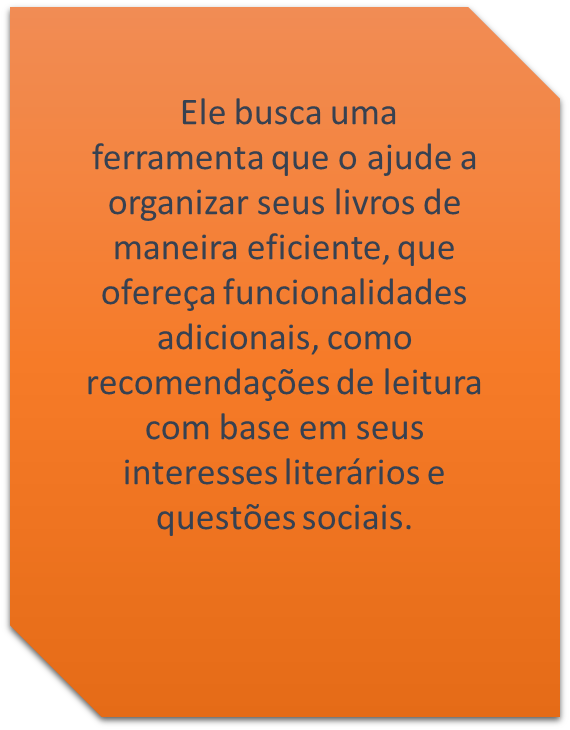 Ele busca uma
ferramenta que o ajude a
organizar seus livros de
maneira eficiente, que
ofereça funcionalidades
adicionais, como
recomendações de leitura
com base em seus
interesses literários e
questões sociais.